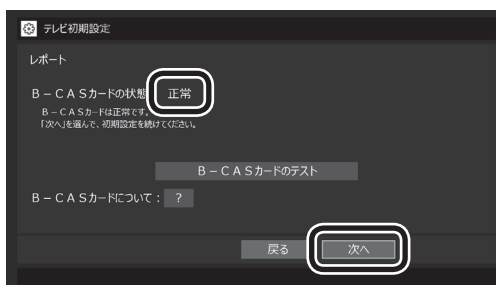 テレビ初期設定
レポート
B-CASカードの状態 正常
B-CASカードは正常です。
「次へ」を選んで、初期設定を続けてください。
B-CASカードのテスト
B-CASカードについて : ?
戻る 次へ